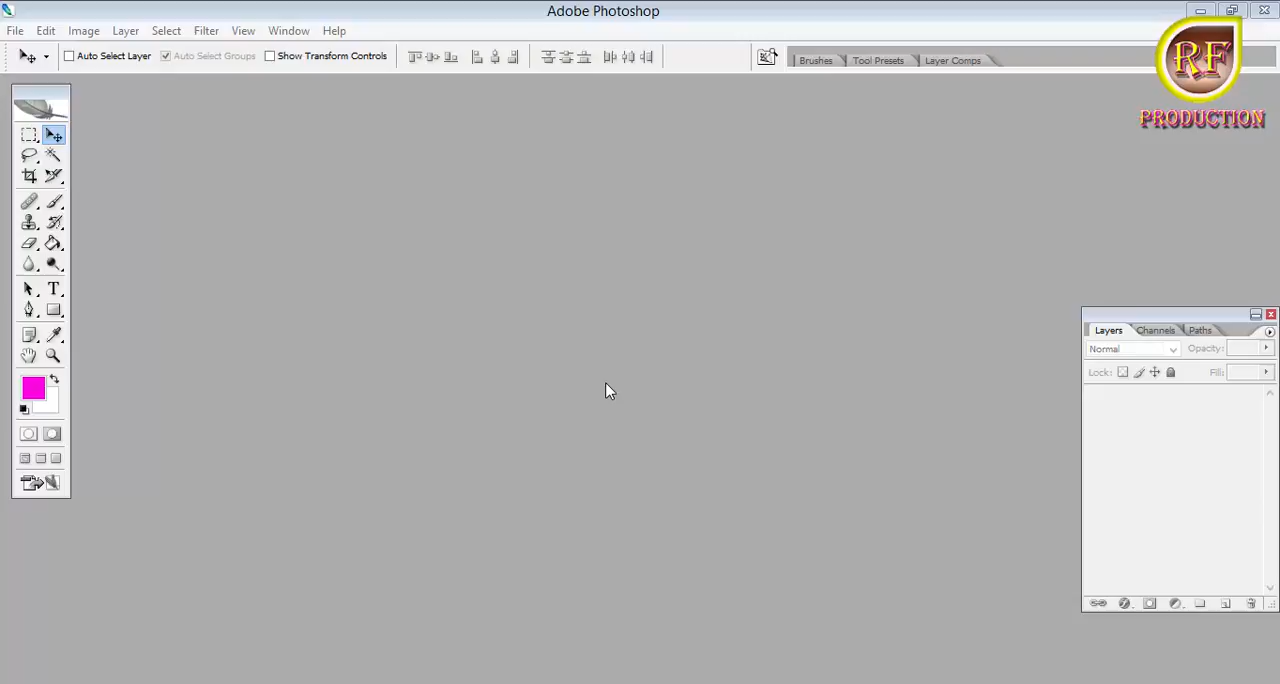 Adobe Photoshop
File Edit Image Layer Select Filter View Window Help
Auto Select Layer Auto Select Groups Show Transform Controls
Brushes Tool Presets Layer Comps
RF
PRODUCTION
T
Layers Channels Paths
Normal Opacity:
Lock: Fill: